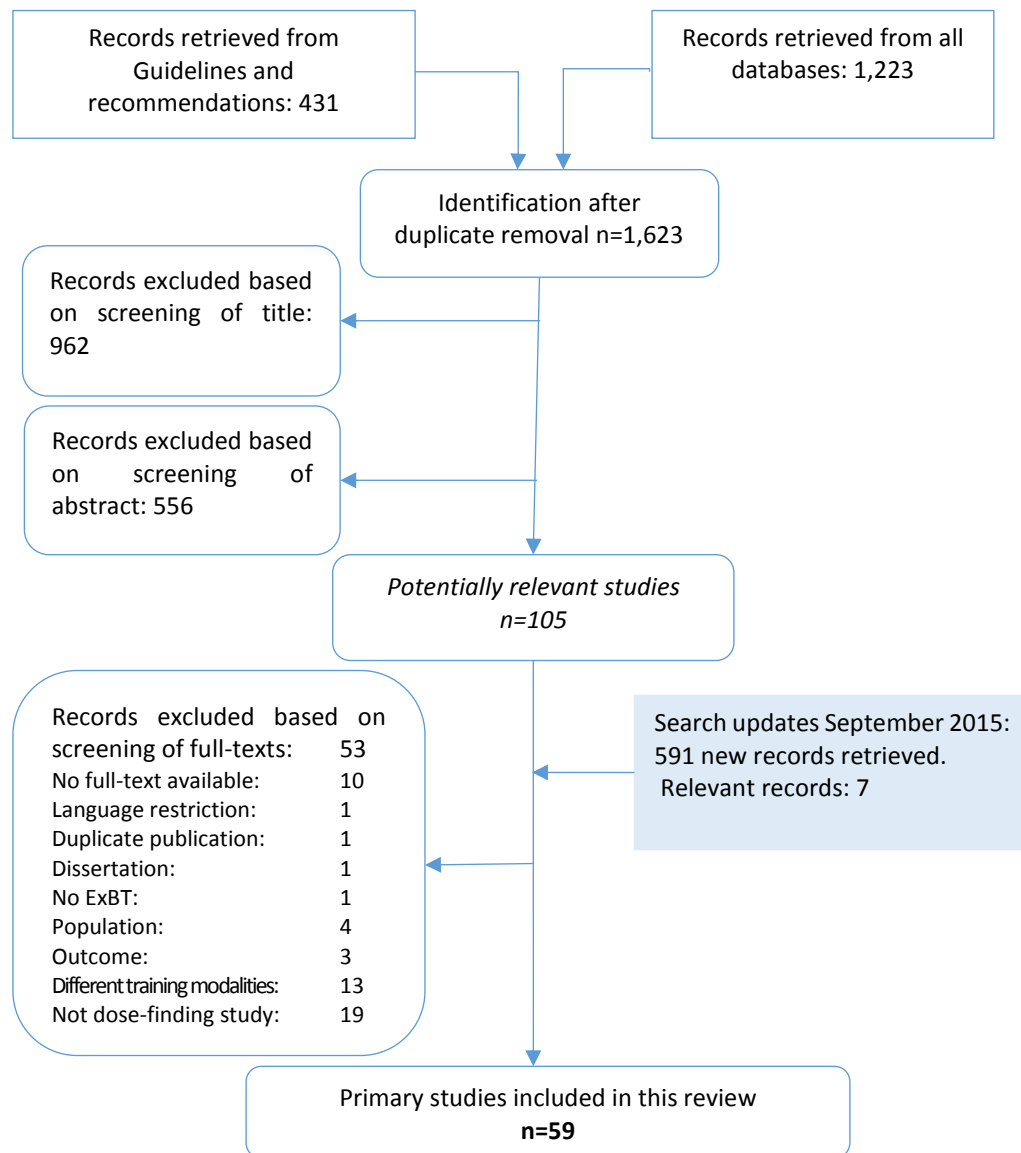 Records retrieved from
Guidelines and
recommendations: 431
Records retrieved from all
databases: 1,223
Identification after
duplicate removal n=1,623
Records excluded based
on screening of title:
962
Records excluded based
on screening of
abstract: 556
Potentially relevant studies
n=105
Records excluded based on
screening of full-texts: 53
No full-text available: 10
Language restriction: 1
Duplicate publication: 1
Dissertation: 1
No ExBT: 1
Population: 4
Outcome: 3
Different training modalities: 13
Not dose-finding study: 19
Search updates September 2015:
591 new records retrieved.
Relevant records: 7
Primary studies included in this review
n=59